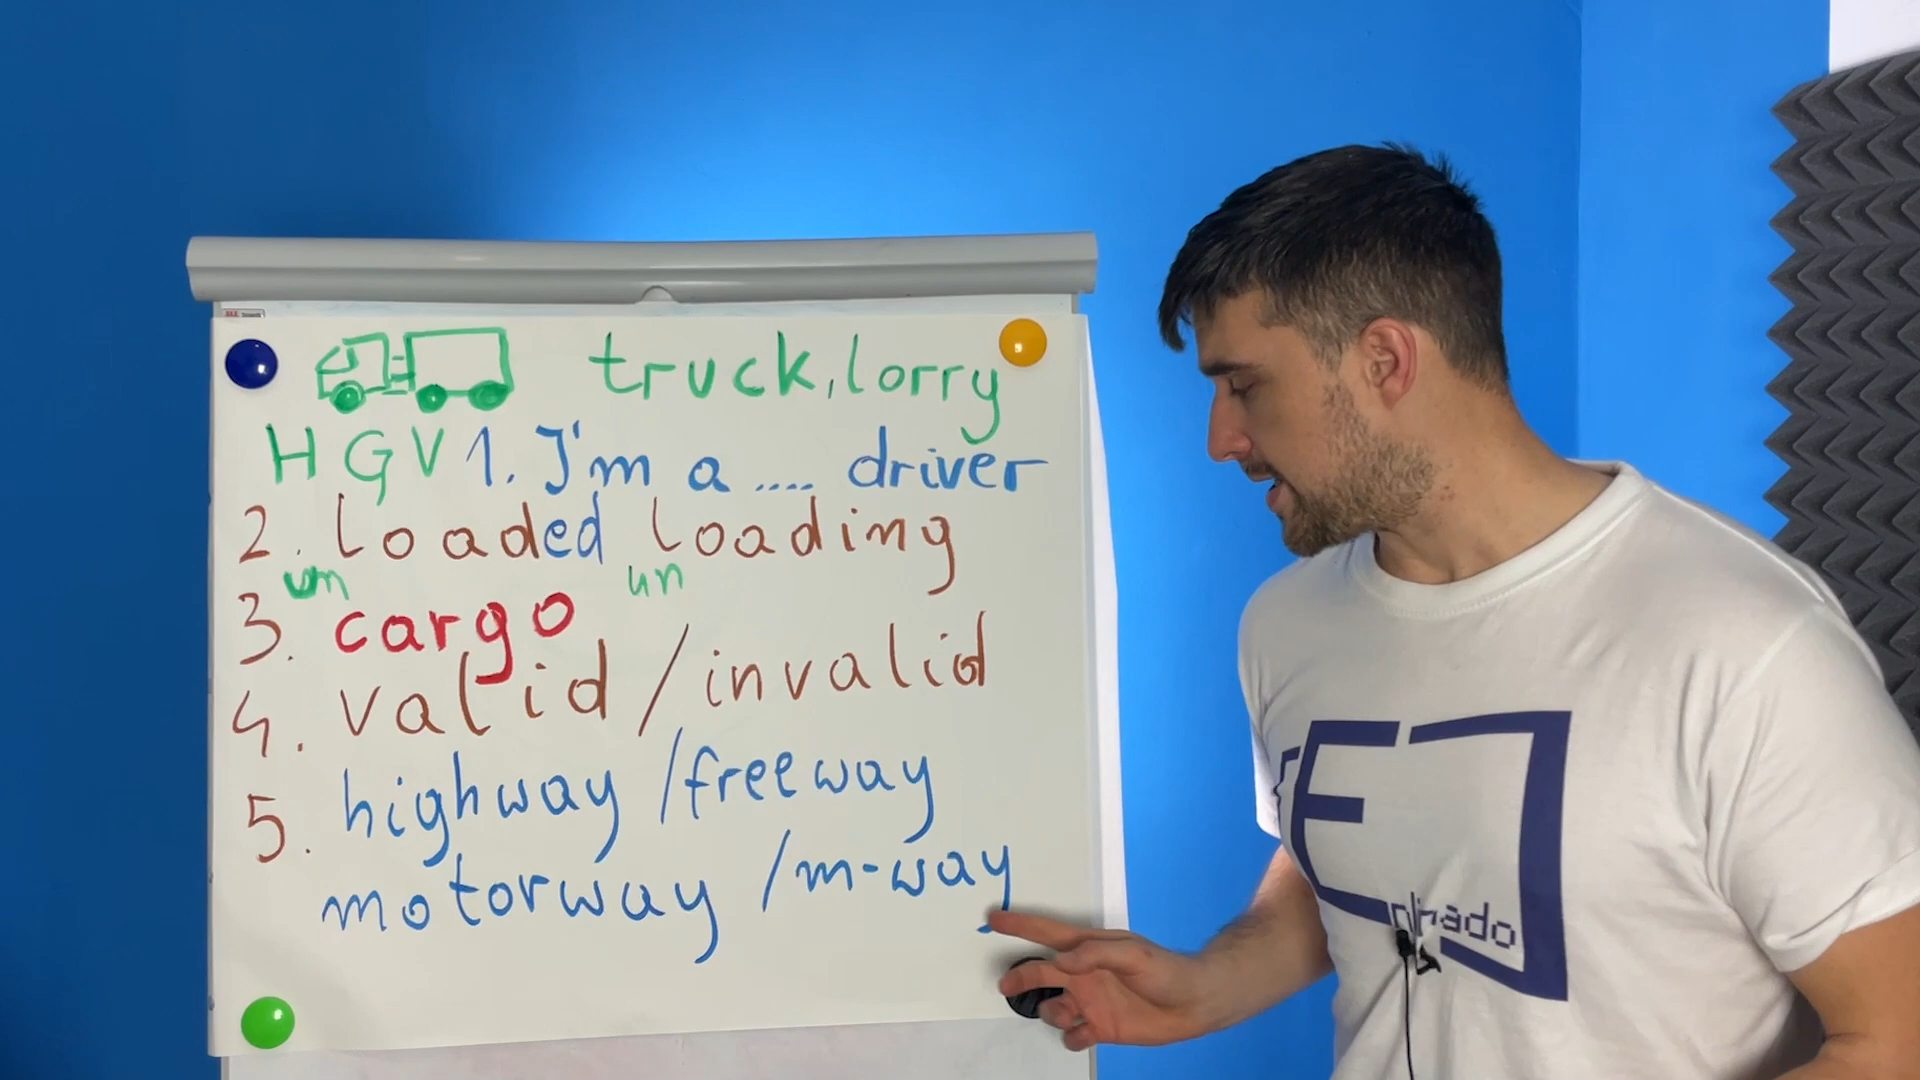 truck, lorry
HGV 1. I'm a .... driver
2. loaded loading
un un
3. cargo
4. valid / invalid
5. highway / freeway
motorway / m-way
E